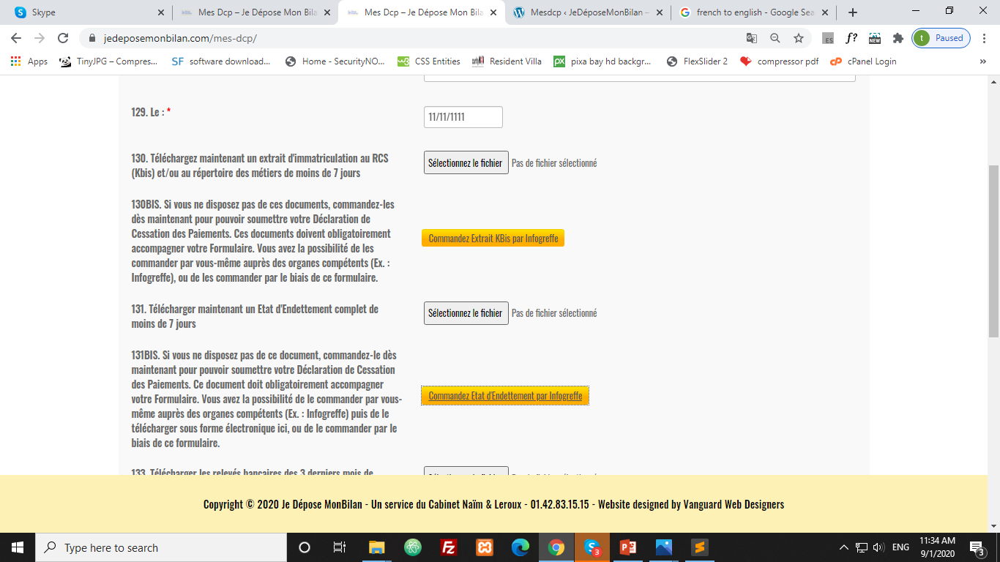 Skype
Mes Dcp – Je Dépose Mon Bila
Mes Dcp – Je Dépose Mon Bila
Mesdcp ‹ JeDéposeMonBilan –
french to english - Google Sea
jedeposemonbilan.com/mes-dcp/
ES
f?
NEW
t
Paused
Apps
TinyJPG – Compres...
SF
software download...
Home - SecurityNO...
CSS Entities
Resident Villa
px
pixa bay hd backgr...
FlexSlider 2
compressor pdf
cP
cPanel Login
»
129. Le : *
11/11/1111
130. Téléchargez maintenant un extrait d'immatriculation au RCS
(Kbis) et/ou au répertoire des métiers de moins de 7 jours
Sélectionnez le fichier
Pas de fichier sélectionné
130BIS. Si vous ne disposez pas de ces documents, commandez-les
dès maintenant pour pouvoir soumettre votre Déclaration de
Cessation des Paiements. Ces documents doivent obligatoirement
accompagner votre Formulaire. Vous avez la possibilité de les
commander par vous-même auprès des organes compétents (Ex. :
Infogreffe), ou de les commander par le biais de ce formulaire.
Commandez Extrait KBis par Infogreffe
131. Télécharger maintenant un Etat d'Endettement complet de
moins de 7 jours
Sélectionnez le fichier
Pas de fichier sélectionné
131BIS. Si vous ne disposez pas de ce document, commandez-le dès
maintenant pour pouvoir soumettre votre Déclaration de Cessation
des Paiements. Ce document doit obligatoirement accompagner
votre Formulaire. Vous avez la possibilité de le commander par vous-
même auprès des organes compétents (Ex. : Infogreffe) puis de le
télécharger sous forme électronique ici, ou de le commander par le
biais de ce formulaire.
Commandez Etat d'Endettement par Infogreffe
133. Télécharger les relevés bancaires des 3 derniers mois de
Copyright © 2020 Je Dépose MonBilan - Un service du Cabinet Naïm & Leroux - 01.42.83.15.15 - Website designed by Vanguard Web Designers
Type here to search
3
ENG
11:34 AM
9/1/2020
3